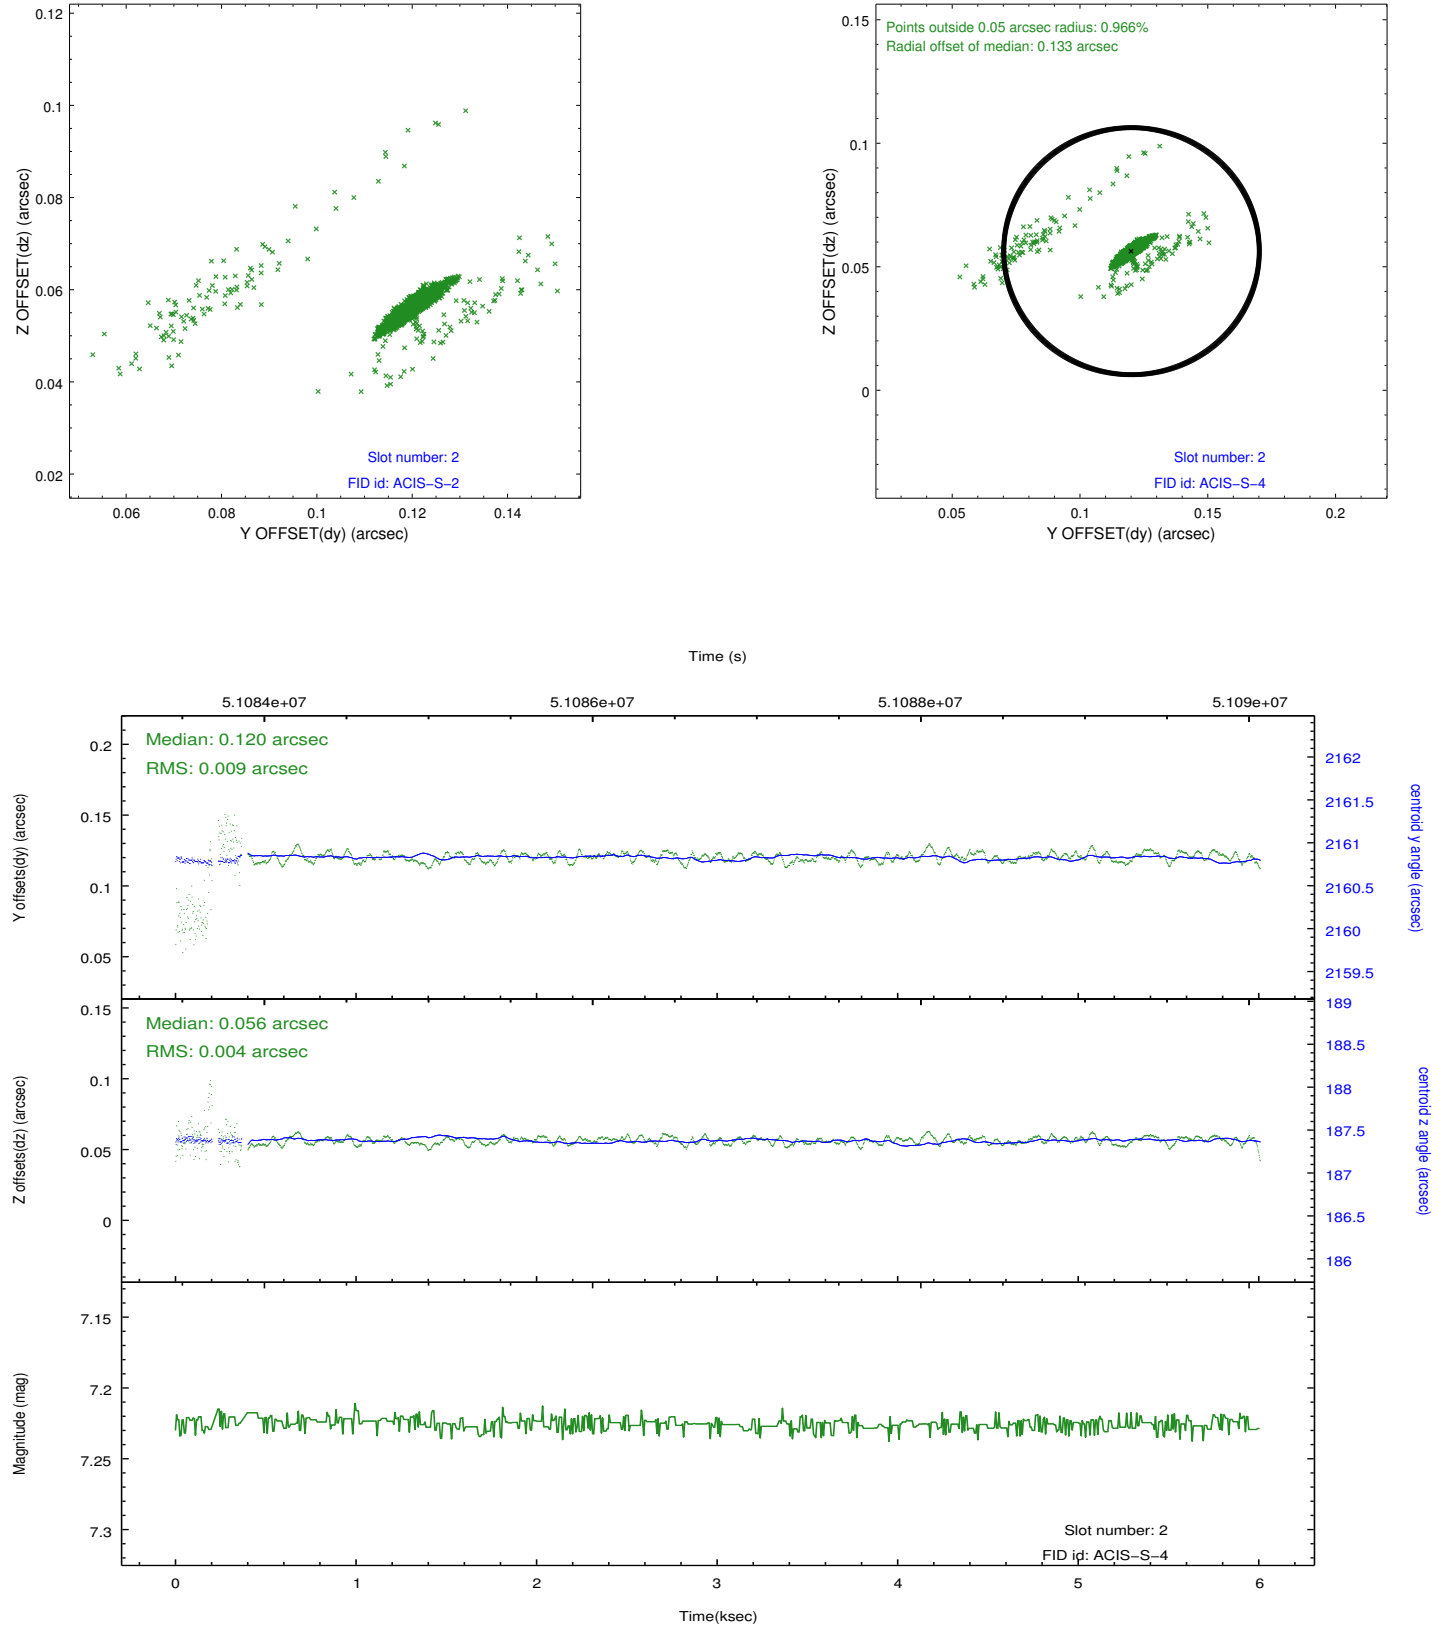 0.12
0.1
0.08
0.06
0.04
0.02
Z OFFSET(dz) (arcsec)
Slot number: 2
FID id: ACIS−S−2
0.06
0.08
0.1
0.12
0.14
Y OFFSET(dy) (arcsec)
Points outside 0.05 arcsec radius: 0.966%
Radial offset of median: 0.133 arcsec
0.15
0.1
0.05
0
Z OFFSET(dz) (arcsec)
Slot number: 2
FID id: ACIS−S−4
0.05
0.1
0.15
0.2
Y OFFSET(dy) (arcsec)
Time (s)
5.1084e+07
5.1086e+07
5.1088e+07
5.109e+07
Median: 0.120 arcsec
RMS: 0.009 arcsec
0.2
0.15
0.1
0.05
Y offsets(dy) (arcsec)
2162
2161.5
2161
2160.5
2160
2159.5
centroid y angle (arcsec)
Median: 0.056 arcsec
RMS: 0.004 arcsec
0.15
0.1
0.05
0
Z offsets(dz) (arcsec)
189
188.5
188
187.5
187
186.5
186
centroid z angle (arcsec)
7.15
7.2
7.25
7.3
Magnitude (mag)
Slot number: 2
FID id: ACIS−S−4
0
1
2
3
4
5
6
Time(ksec)